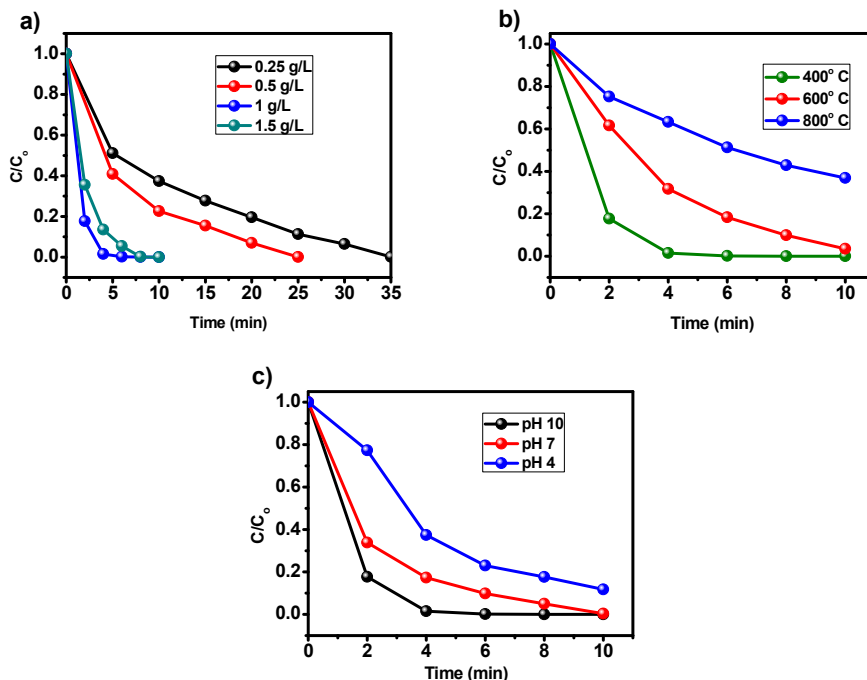 a)
1.0
0.8
0.6
0.4
0.2
0.0
C/Co
0.25 g/L
0.5 g/L
1 g/L
1.5 g/L
0 5 10 15 20 25 30 35
Time (min)
b)
1.0
0.8
0.6
0.4
0.2
0.0
C/Co
400° C
600° C
800° C
0 2 4 6 8 10
Time (min)
c)
1.0
0.8
0.6
0.4
0.2
0.0
C/Co
pH 10
pH 7
pH 4
0 2 4 6 8 10
Time (min)